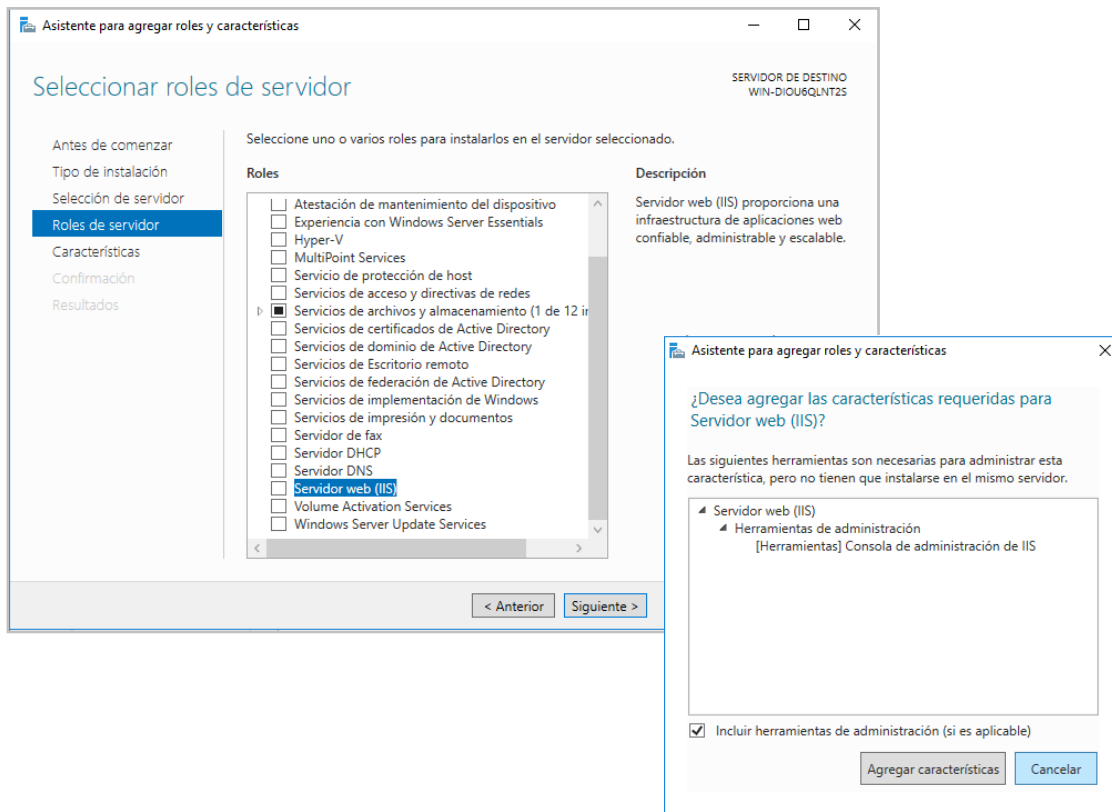 Asistente para agregar roles y características
Seleccionar roles de servidor
SERVIDOR DE DESTINO
WIN-DIOU6QLNT2S
Antes de comenzar
Tipo de instalación
Selección de servidor
Roles de servidor
Características
Confirmación
Resultados
Seleccione uno o varios roles para instalarlos en el servidor seleccionado.
Roles
Atestación de mantenimiento del dispositivo
Experiencia con Windows Server Essentials
Hyper-V
MultiPoint Services
Servicio de protección de host
Servicios de acceso y directivas de redes
Servicios de archivos y almacenamiento (1 de 12 in
Servicios de certificados de Active Directory
Servicios de dominio de Active Directory
Servicios de Escritorio remoto
Servicios de federación de Active Directory
Servicios de implementación de Windows
Servicios de impresión y documentos
Servidor de fax
Servidor DHCP
Servidor DNS
Servidor web (IIS)
Volume Activation Services
Windows Server Update Services
Descripción
Servidor web (IIS) proporciona una
infraestructura de aplicaciones web
confiable, administrable y escalable.
< Anterior
Siguiente >
Asistente para agregar roles y características
¿Desea agregar las características requeridas para
Servidor web (IIS)?
Las siguientes herramientas son necesarias para administrar esta
característica, pero no tienen que instalarse en el mismo servidor.
Servidor web (IIS)
Herramientas de administración
[Herramientas] Consola de administración de IIS
Incluir herramientas de administración (si es aplicable)
Agregar características
Cancelar